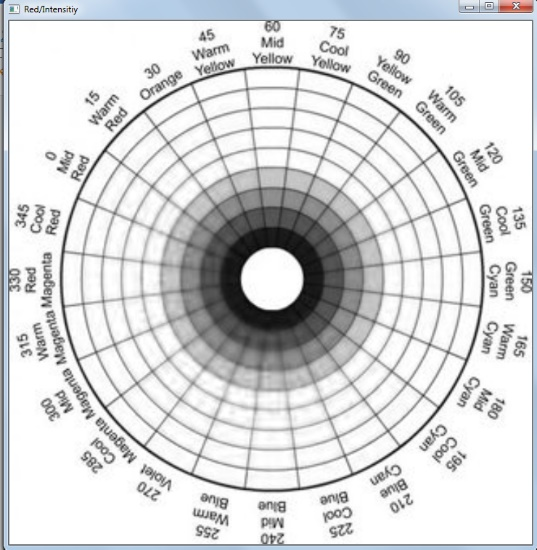 Red/Intensitiy
60
Mid
Yellow
75
Cool
Yellow
90
Yellow
Green
105
Warm
Green
120
Mid
Green
135
Cool
Green
150
Green
Cyan
165
Warm
Cyan
180
Mid
Cyan
195
Cool
Cyan
210
Blue
Cyan
225
Cool
Blue
240
Mid
Blue
255
Warm
Blue
270
Violet
285
Cool
Magenta
300
Mid
Magenta
315
Warm
Magenta
330
Red
Magenta
345
Cool
Red
0
Mid
Red
15
Warm
Red
30
Orange
45
Warm
Yellow